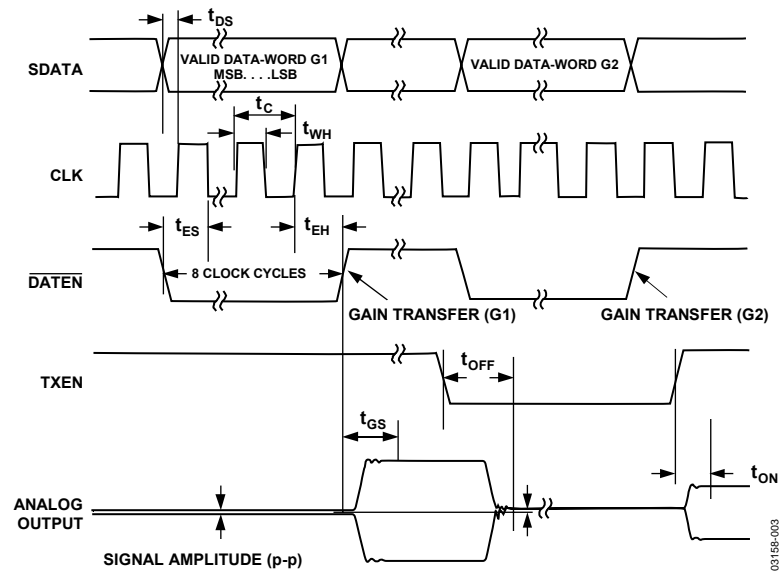 tDS
SDATA
VALID DATA-WORD G1
MSB. . . .LSB
VALID DATA-WORD G2
tC
tWH
CLK
tES
tEH
DATEN
8 CLOCK CYCLES
GAIN TRANSFER (G1)
GAIN TRANSFER (G2)
TXEN
tOFF
tGS
tON
ANALOG
OUTPUT
SIGNAL AMPLITUDE (p-p)
03158-003